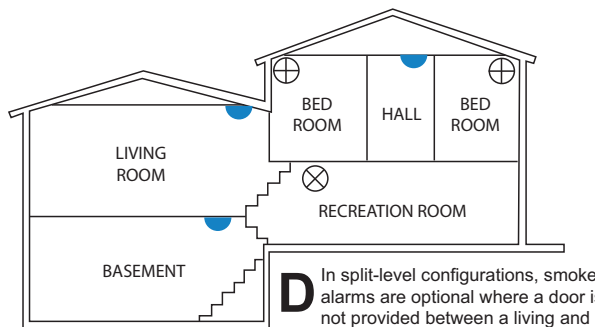 BED
ROOM
HALL
BED
ROOM
LIVING
ROOM
RECREATION ROOM
BASEMENT
D In split-level configurations, smoke
alarms are optional where a door is
not provided between a living and